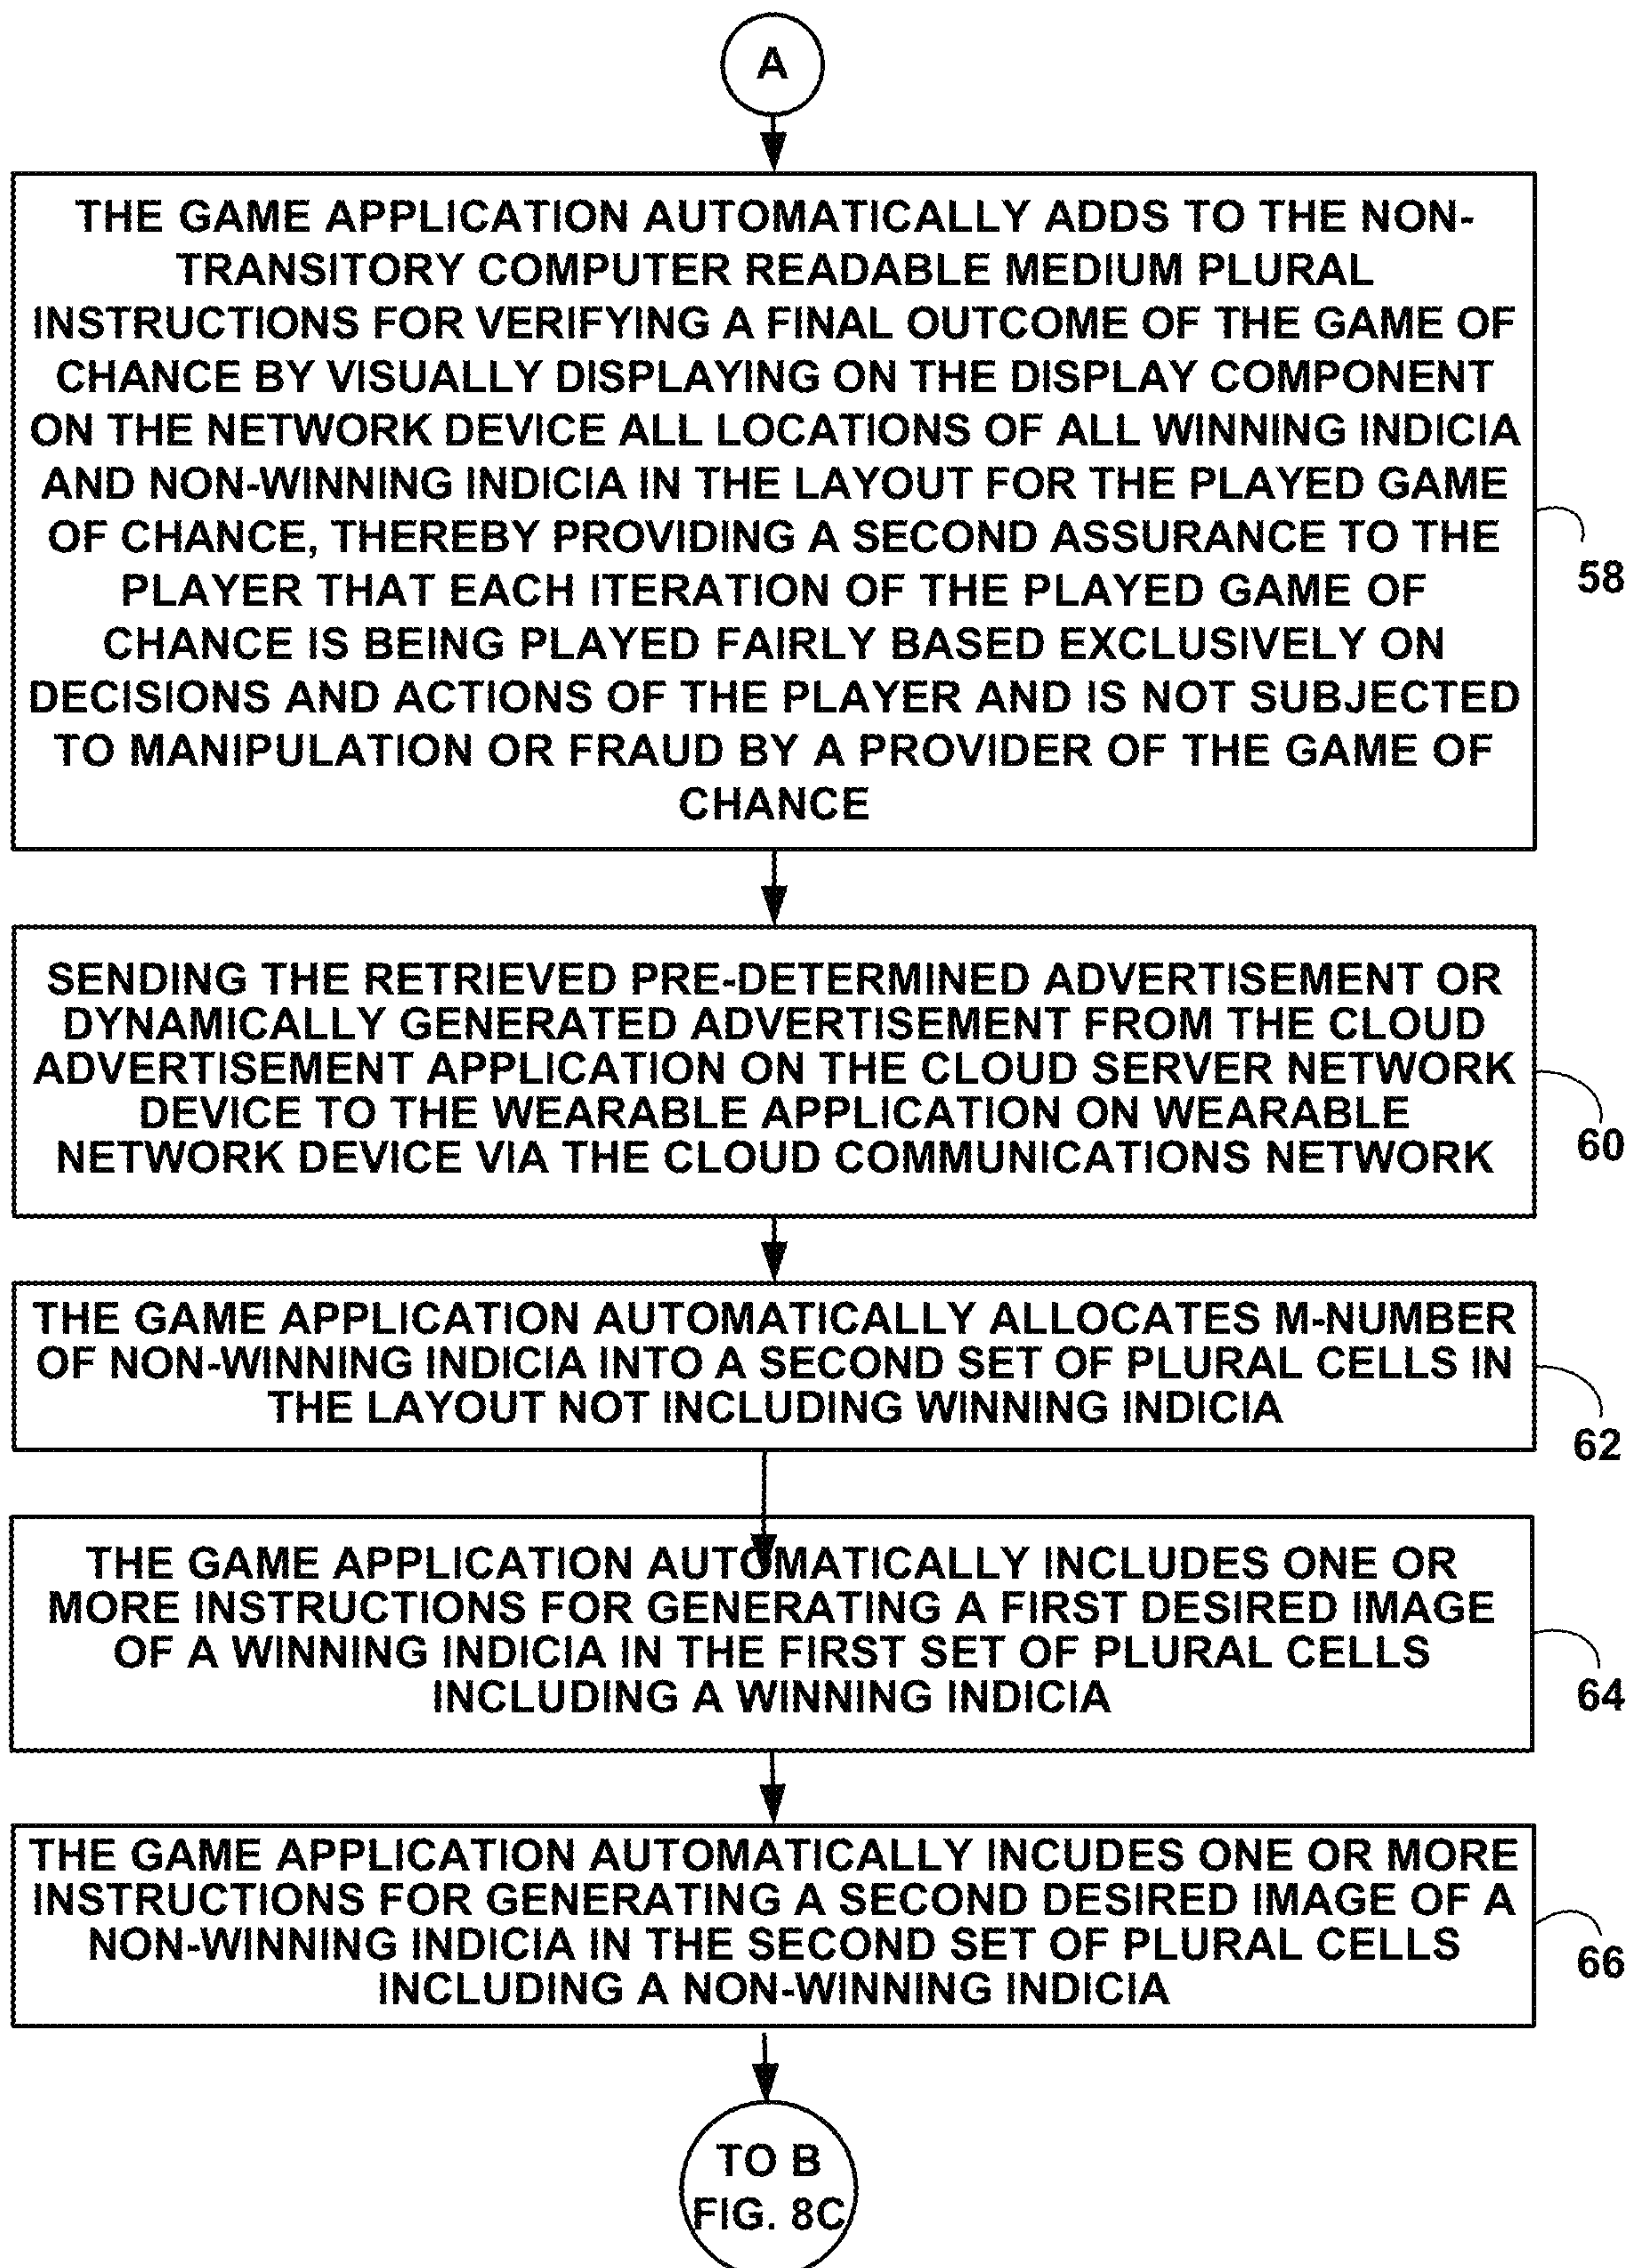 A
THE GAME APPLICATION AUTOMATICALLY ADDS TO THE NON-
TRANSITORY COMPUTER READABLE MEDIUM PLURAL
INSTRUCTIONS FOR VERIFYING A FINAL OUTCOME OF THE GAME OF
CHANCE BY VISUALLY DISPLAYING ON THE DISPLAY COMPONENT
ON THE NETWORK DEVICE ALL LOCATIONS OF ALL WINNING INDICIA
AND NON-WINNING INDICIA IN THE LAYOUT FOR THE PLAYED GAME
OF CHANCE, THEREBY PROVIDING A SECOND ASSURANCE TO THE
PLAYER THAT EACH ITERATION OF THE PLAYED GAME OF
CHANCE IS BEING PLAYED FAIRLY BASED EXCLUSIVELY ON
DECISIONS AND ACTIONS OF THE PLAYER AND IS NOT SUBJECTED
TO MANIPULATION OR FRAUD BY A PROVIDER OF THE GAME OF
CHANCE
58
SENDING THE RETRIEVED PRE-DETERMINED ADVERTISEMENT OR
DYNAMICALLY GENERATED ADVERTISEMENT FROM THE CLOUD
ADVERTISEMENT APPLICATION ON THE CLOUD SERVER NETWORK
DEVICE TO THE WEARABLE APPLICATION ON WEARABLE
NETWORK DEVICE VIA THE CLOUD COMMUNICATIONS NETWORK
60
THE GAME APPLICATION AUTOMATICALLY ALLOCATES M-NUMBER
OF NON-WINNING INDICIA INTO A SECOND SET OF PLURAL CELLS IN
THE LAYOUT NOT INCLUDING WINNING INDICIA
62
THE GAME APPLICATION AUTOMATICALLY INCLUDES ONE OR
MORE INSTRUCTIONS FOR GENERATING A FIRST DESIRED IMAGE
OF A WINNING INDICIA IN THE FIRST SET OF PLURAL CELLS
INCLUDING A WINNING INDICIA
64
THE GAME APPLICATION AUTOMATICALLY INCUDES ONE OR MORE
INSTRUCTIONS FOR GENERATING A SECOND DESIRED IMAGE OF A
NON-WINNING INDICIA IN THE SECOND SET OF PLURAL CELLS
INCLUDING A NON-WINNING INDICIA
66
TO B
FIG. 8C